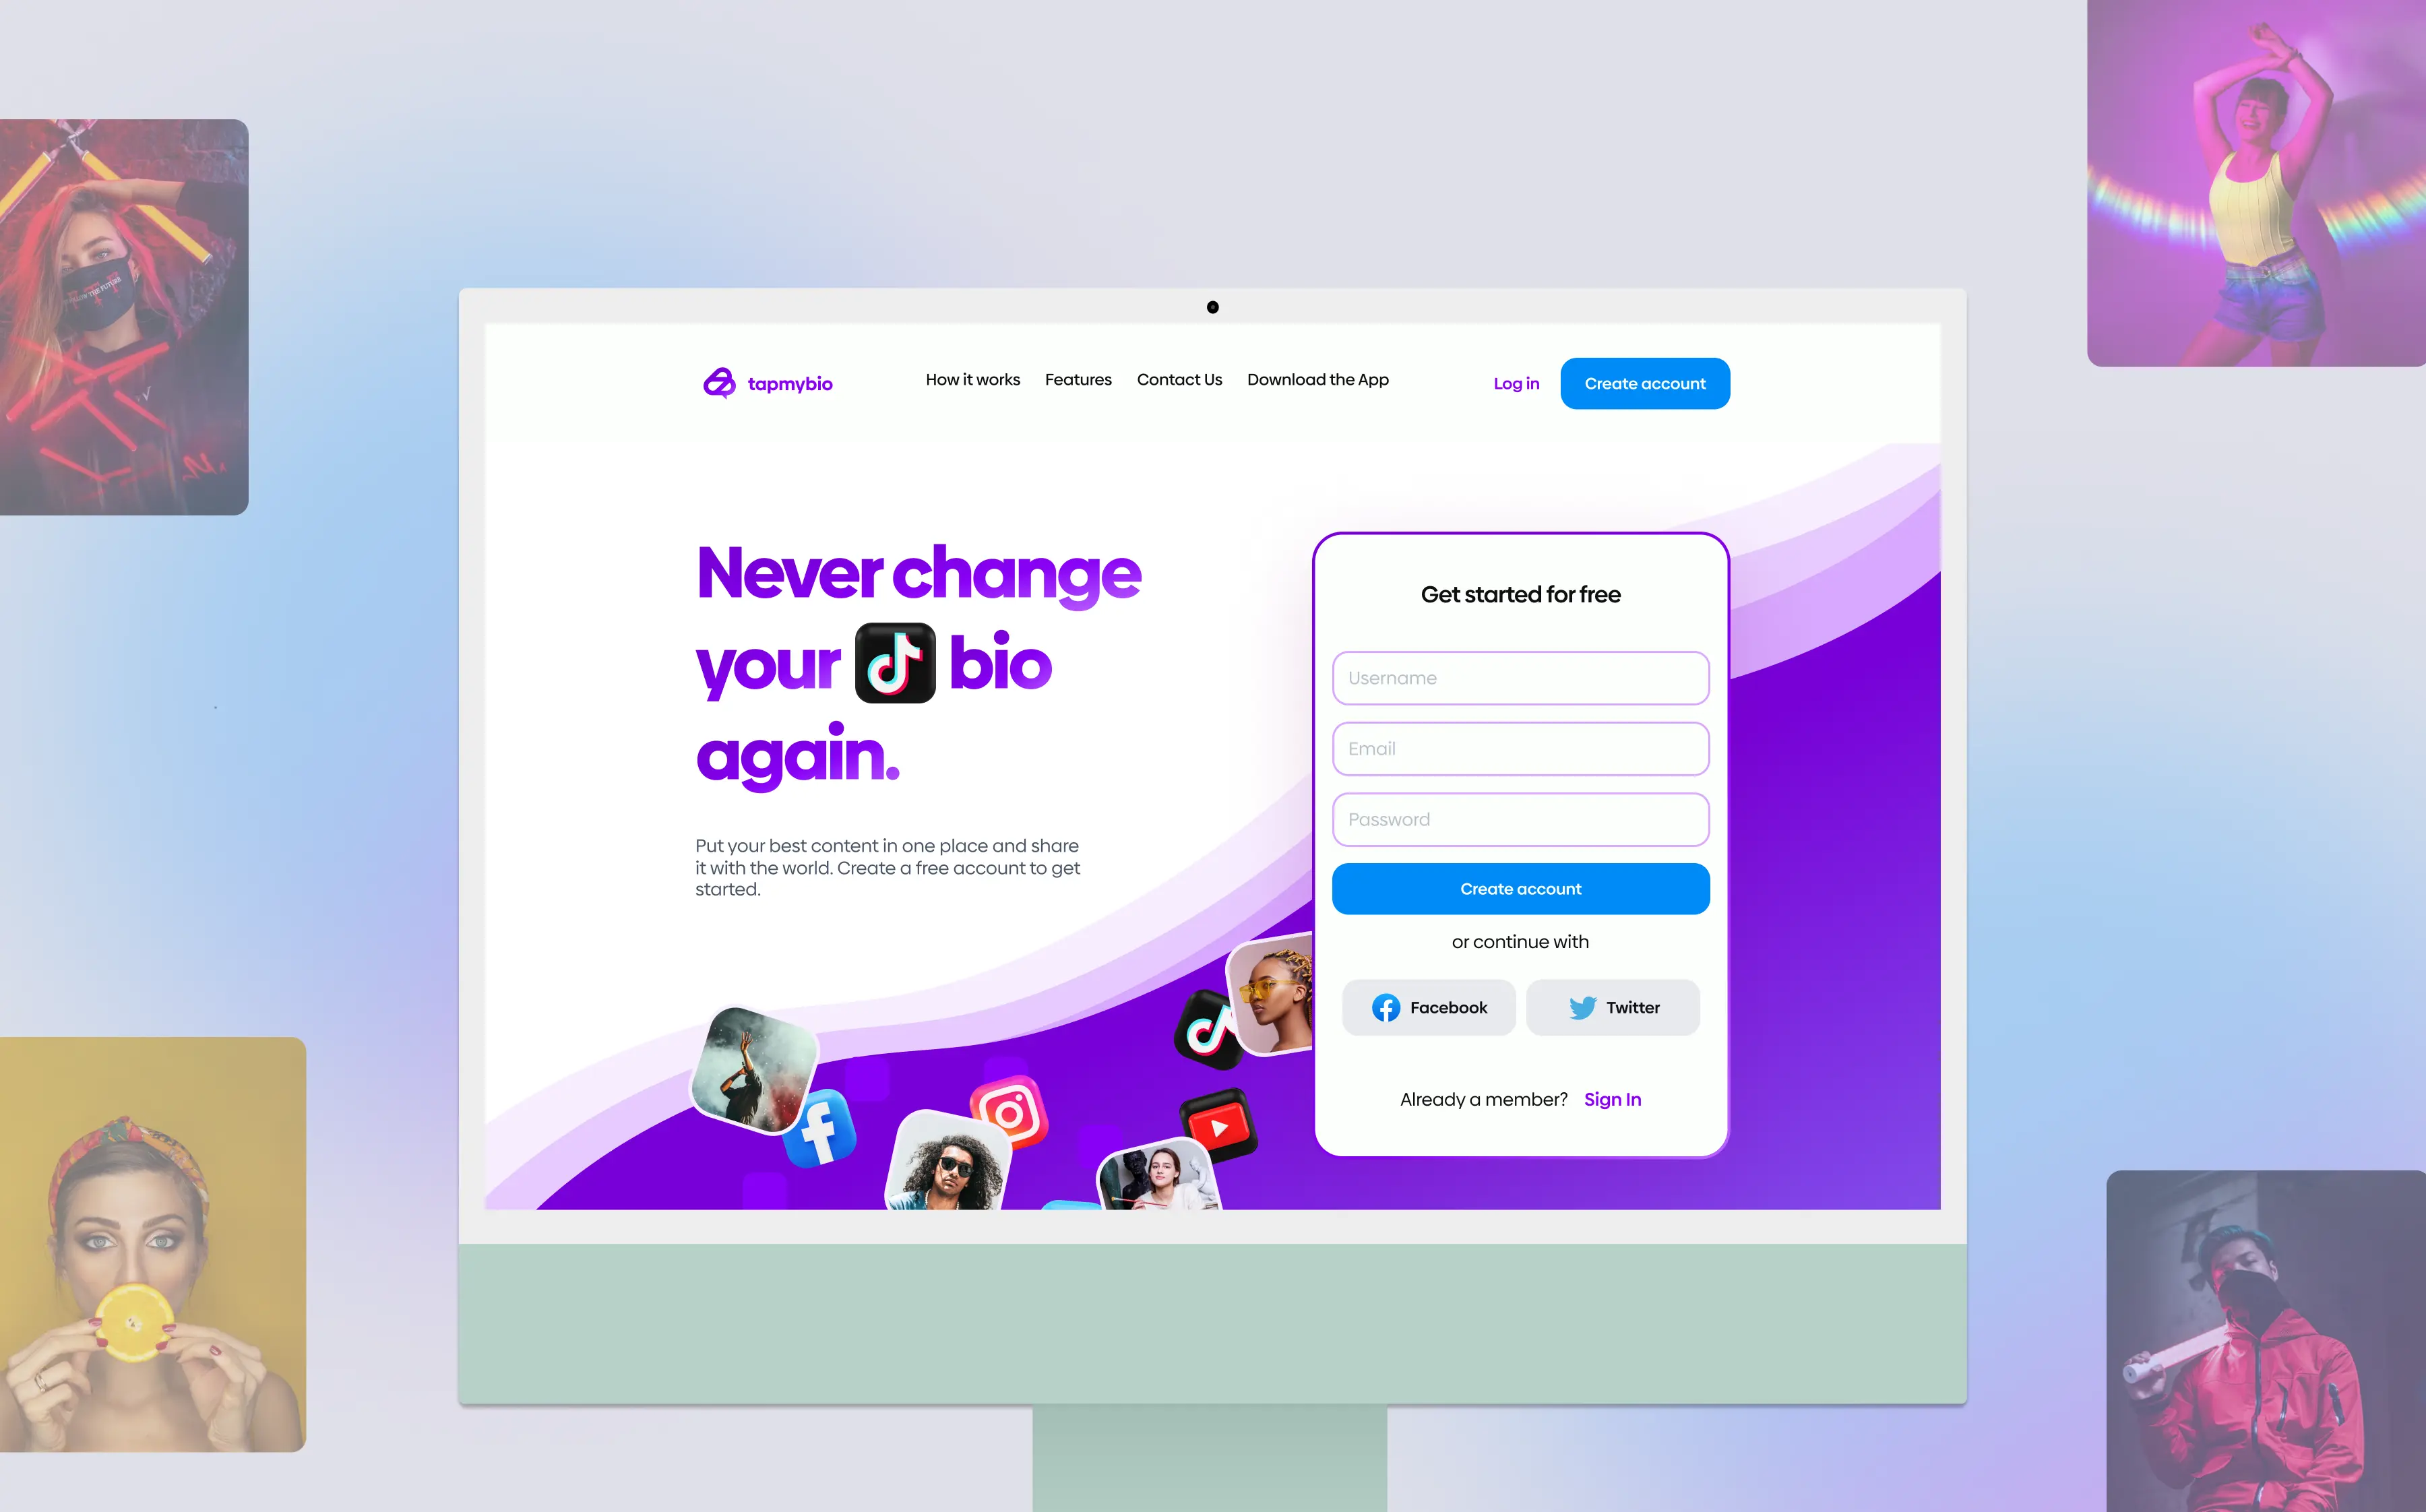 tapmybio
How it works
Features
Contact Us
Download the App
Log in
Create account
Never change
your bio
again.
Put your best content in one place and share
it with the world. Create a free account to get
started.
Get started for free
Username
Email
Password
Create account
or continue with
Facebook
Twitter
Already a member? Sign In
THE FUTURE